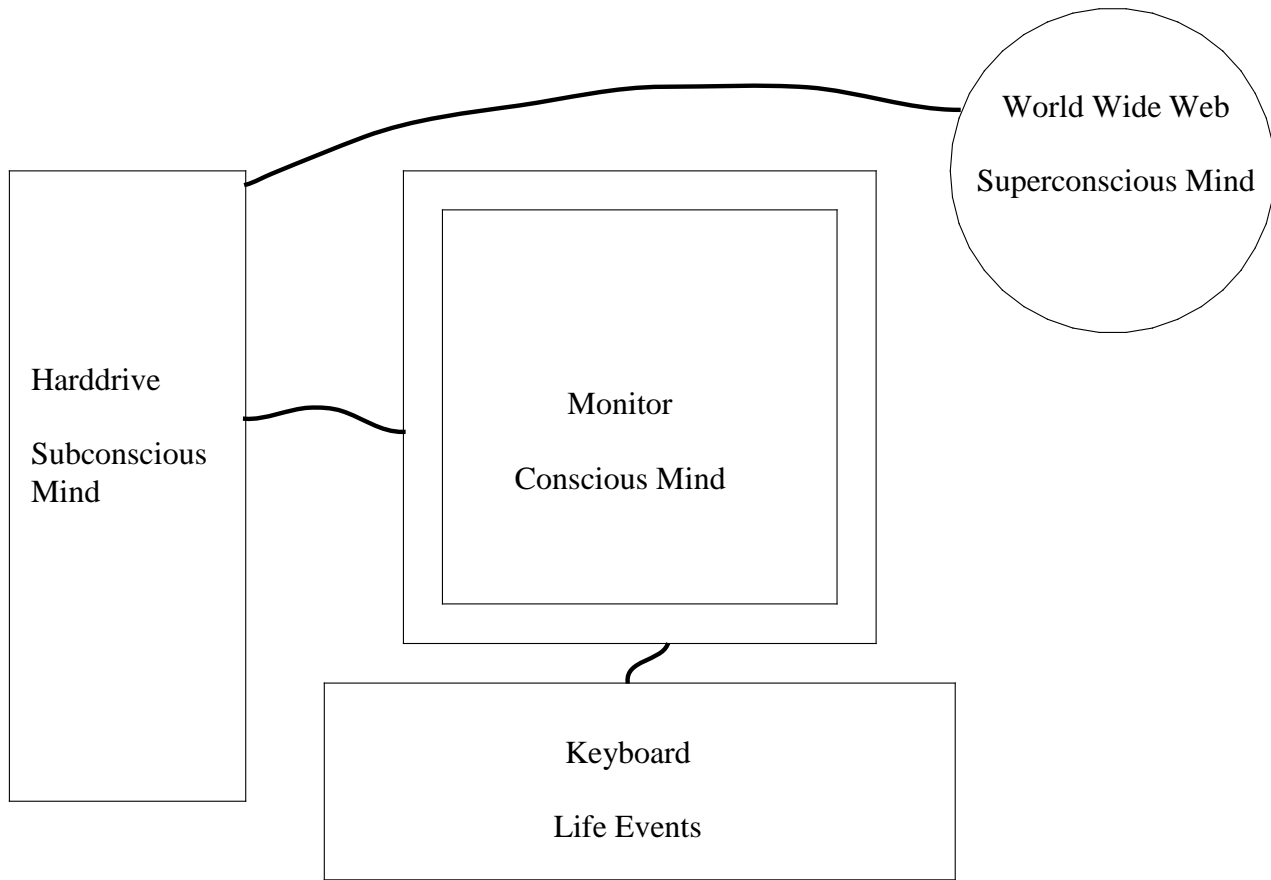 World Wide Web
Superconscious Mind
Harddrive
Subconscious
Mind
Monitor
Conscious Mind
Keyboard
Life Events